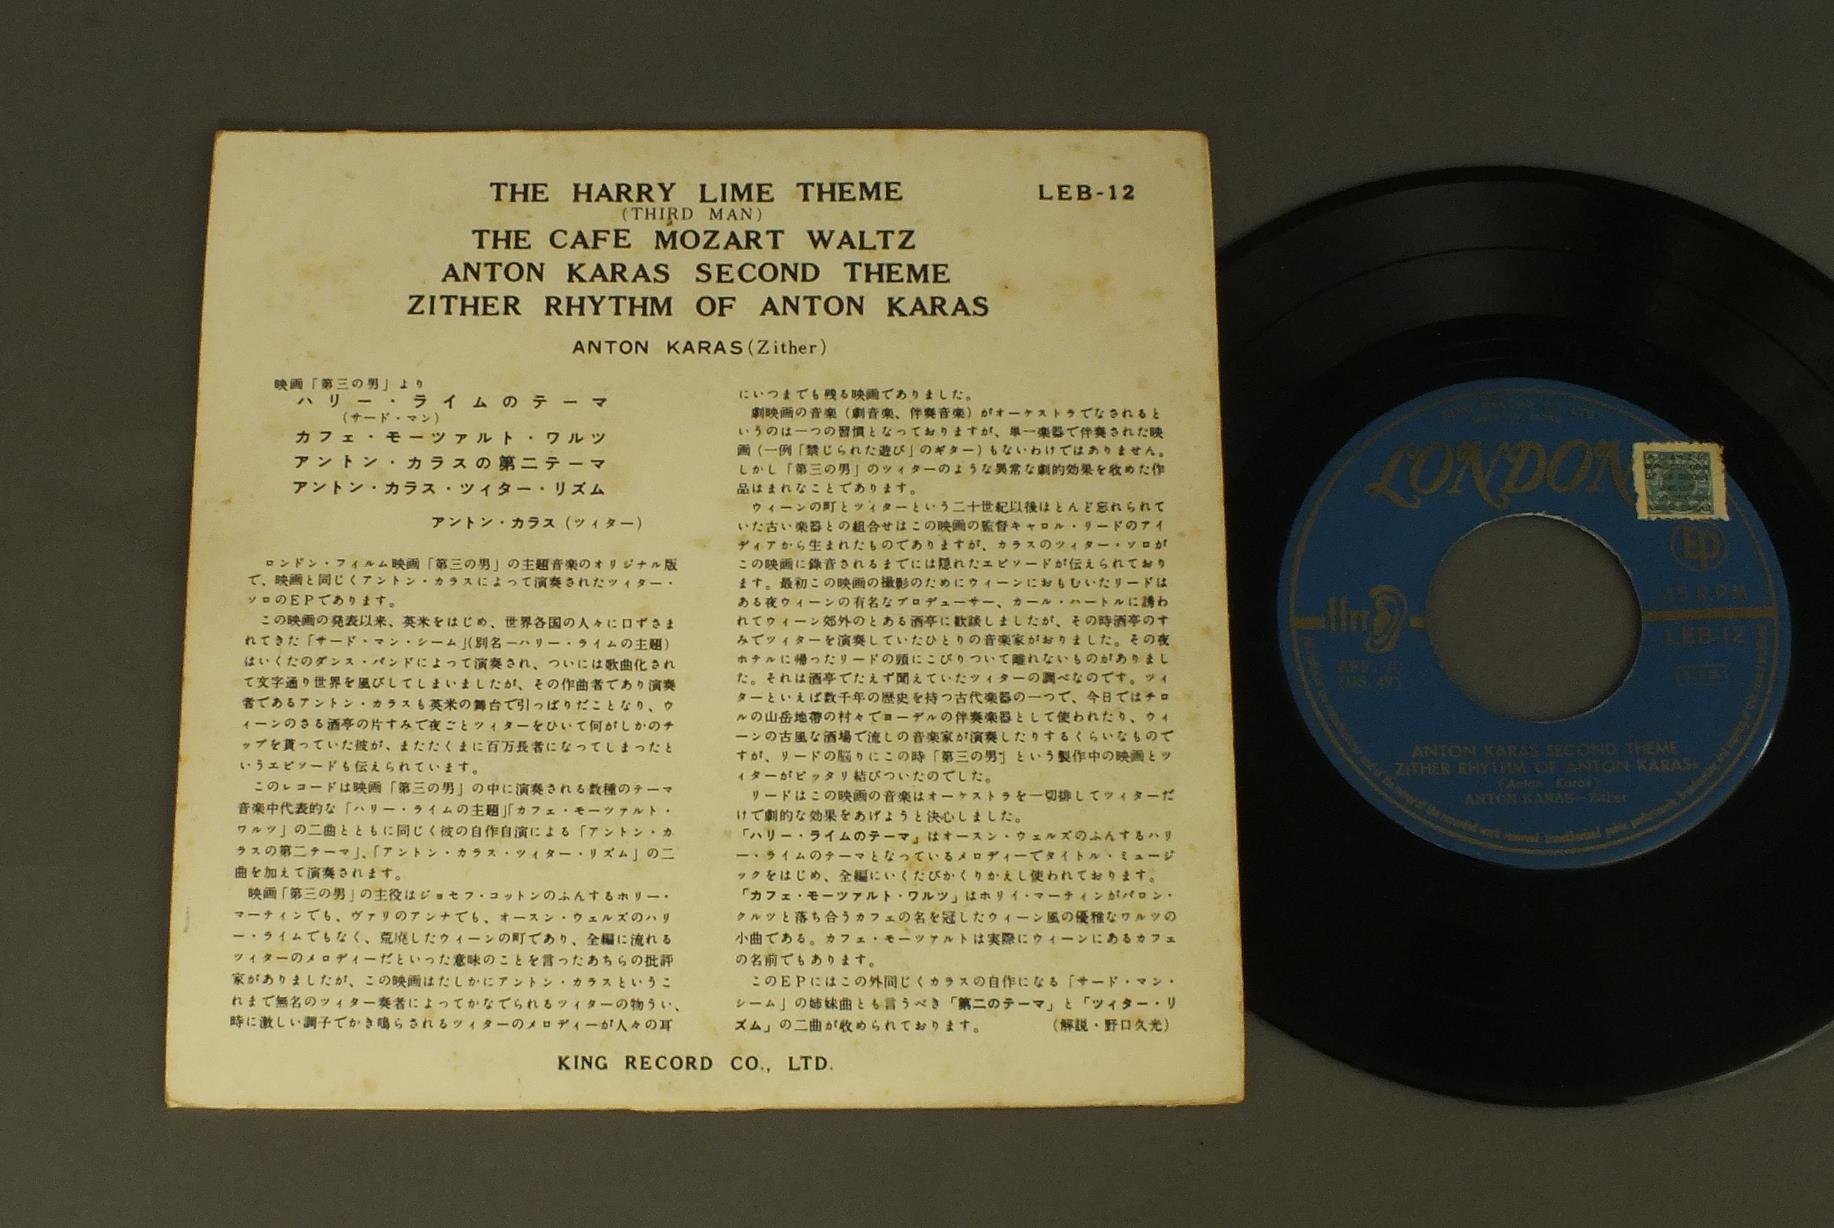 THE HARRY LIME THEME
LEB-12
(THIRD MAN)
THE CAFE MOZART WALTZ
ANTON KARAS SECOND THEME
ZITHER RHYTHM OF ANTON KARAS
ANTON KARAS(Zither)
映画「第三の男」より
ハリー・ライムのテーマ
(サード・マン)
カフェ・モーツァルト・ワルツ
アントン・カラスの第二テーマ
アントン・カラス・ツィター・リズム
アントン・カラス(ツィター)
ロンドン・フィルム映画「第三の男」の主題音楽のオリジナル版
で、映画と同じくアントン・カラスによって演奏されたツィター・
ソロのEPであります。
この映画の発表以来、英米をはじめ、世界各国の人々に口ずさま
れてきた「サード・マン・シーム」(別名―ハリー・ライムの主題)
はいくたのダンス・バンドによって演奏され、ついには歌曲化され
て文字通り世界を風びしてしまいましたが、その作曲者であり演奏
者であるアントン・カラスも英米の舞台で引っぱりだことなり、ウ
ィーンのさる酒亭の片すみで夜ごとツィターをひいて何がしかのチ
ップを貰っていた彼が、またたくまに百万長者になってしまったと
いうエピソードも伝えられています。
このレコードは映画「第三の男」の中に演奏される数種のテーマ
音楽中代表的な「ハリー・ライムの主題」「カフェ・モーツァルト・
ワルツ」の二曲とともに同じく彼の自作自演による「アントン・カ
ラスの第二テーマ」、「アントン・カラス・ツィター・リズム」の二
曲を加えて演奏されます。
映画「第三の男」の主役はジョセフ・コットンのふんするホリー・
マーティンでも、ヴァリのアンナでも、オースン・ウェルズのハリ
ー・ライムでもなく、荒廃したウィーンの町であり、全編に流れる
ツィターのメロディーだといった意味のことを言ったあちらの批評
家がありましたが、この映画はたしかにアントン・カラスというこ
れまで無名のツィター奏者によってかなでられるツィターの物うい、
時に激しい調子でかき鳴らされるツィターのメロディーが人々の耳
にいつまでも残る映画でありました。
劇映画の音楽(劇音楽、伴奏音楽)がオーケストラでなされると
いうのは一つの習慣となっておりますが、単一楽器で伴奏された映
画(一例「禁じられた遊び」のギター)もないわけではありません。
しかし「第三の男」のツィターのような異常な劇的効果を收めた作
品はまれなことであります。
ウィーンの町とツィターという二十世紀以後ほとんど忘れられて
いた古い楽器との組合せはこの映画の監督キャロル・リードのアイ
ディアから生まれたものでありますが、カラスのツィター・ソロが
この映画に錄音されるまでには隠れたエピソードが伝えられており
ます。最初この映画の撮影のためにウィーンにおもむいたリードは
ある夜ウィーンの有名なプロデューサー、カール・ハートルに誘わ
れてウィーン郊外のとある酒亭に歓談しましたが、その時酒亭のす
みでツィターを演奏していたひとりの音楽家がおりました。その夜
ホテルに帰ったリードの頭にこびりついて離れないものがありまし
た。それは酒亭でたえず聞えていたツィターの調べなのです。ツィ
ターといえば数千年の歴史を持つ古代楽器の一つで、今日ではチロ
ルの山岳地帯の村々でヨーデルの伴奏楽器として使われたり、ウィ
ーンの古風な酒場で流しの音楽家が演奏したりするくらいなもので
すが、リードの脳りにこの時「第三の男」という製作中の映画とツ
ィターがピッタリ結びついたのでした。
リードはこの映画の音楽はオーケストラを一切排してツィターだ
けで劇的な効果をあげようと決心しました。
「ハリー・ライムのテーマ」はオースン・ウェルズのふんするハリ
ー・ライムのテーマとなっているメロディーでタイトル・ミュージ
ックをはじめ、全編にいくたびかくりかえし使われております。
「カフェ・モーツァルト・ワルツ」はホリイ・マーティンがバロン・
クルツと落ち合うカフェの名を冠したウィーン風の優雅なワルツの
小曲である。カフェ・モーツァルトは実際にウィーンにあるカフェ
の名前でもあります。
このEPにはこの外同じくカラスの自作になる「サード・マン・
シーム」の姉妹曲とも言うべき「第二のテーマ」と「ツィター・リ
ズム」の二曲が收められております。 (解説・野口久光)
KING RECORD CO., LTD.
LONDON
EP
45 R.P.M
ffrr
LEB-12
ANTON KARAS SECOND THEME
ZITHER RHYTHM OF ANTON KARAS
(Anton Karas)
ANTON KARAS—Zither